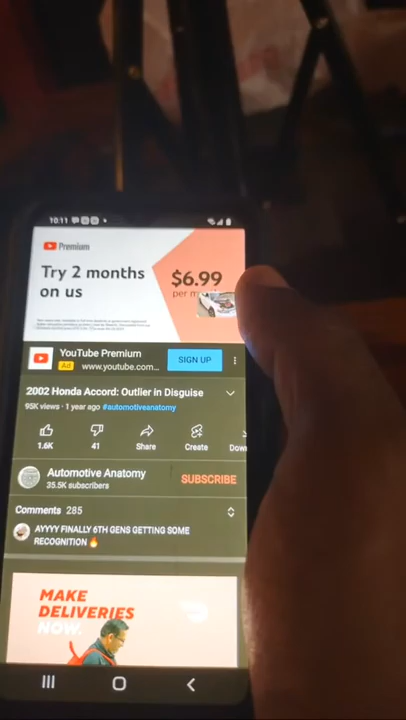 10:11
Premium
Try 2 months
on us
$6.99
per
YouTube Premium
Ad www.youtube.com...
SIGN UP
2002 Honda Accord: Outlier in Disguise
95K views · 1 year ago #automotiveanatomy
1.6K
41
Share
Create
Down
Automotive Anatomy
35.5K subscribers
SUBSCRIBE
Comments 285
AYYYY FINALLY 6TH GENS GETTING SOME
RECOGNITION🔥
MAKE
DELIVERIES
NOW.